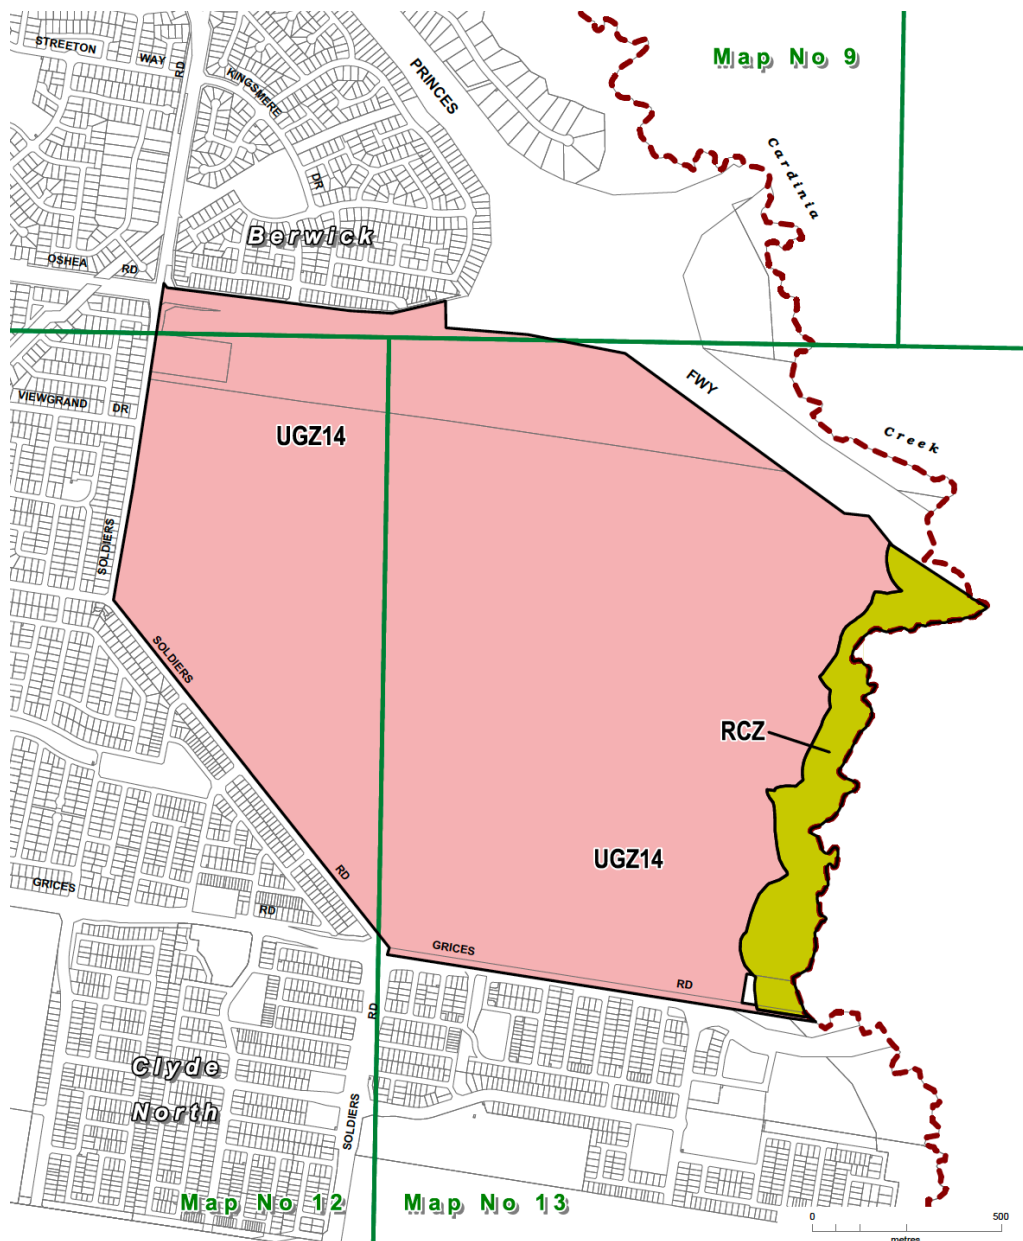 STREETON WAY
RD
KINGSMERE
DR
PRINCES
Map No 9
Cardinia
Berwick
OSHEA RD
FWY
VIEWGRAND DR
UGZ14
Creek
SOLDIERS
SOLDIERS
RCZ
UGZ14
RD
GRICES
RD
GRICES
RD
RD
Clyde
North
SOLDIERS
Map No 12
Map No 13
0 500
metres